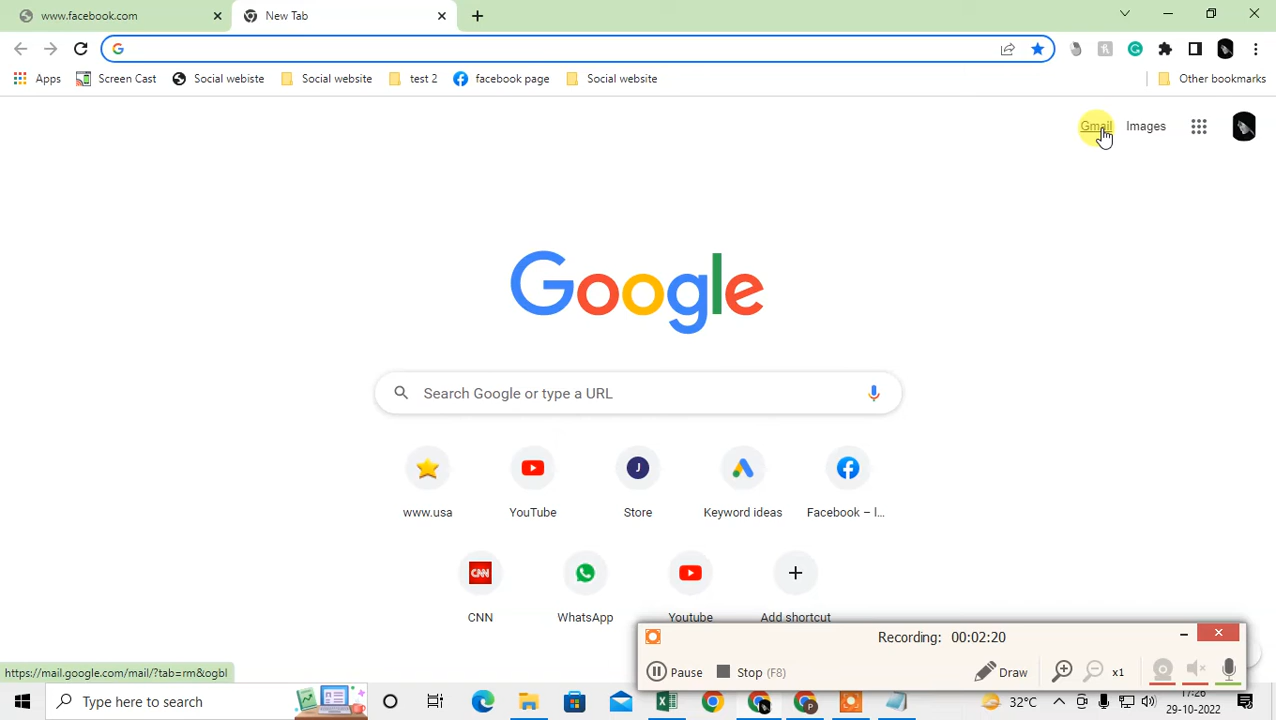 www.facebook.com
New Tab
Apps Screen Cast Social webiste Social website test 2 facebook page Social website Other bookmarks
Gmail Images
Google
Search Google or type a URL
www.usa YouTube Store Keyword ideas Facebook – l...
CNN WhatsApp Youtube Add shortcut
Recording: 00:02:20
Pause Stop (F8) Draw x1
https://mail.google.com/mail/?tab=rm&ogbl
Type here to search
32°C
17:26
29-10-2022